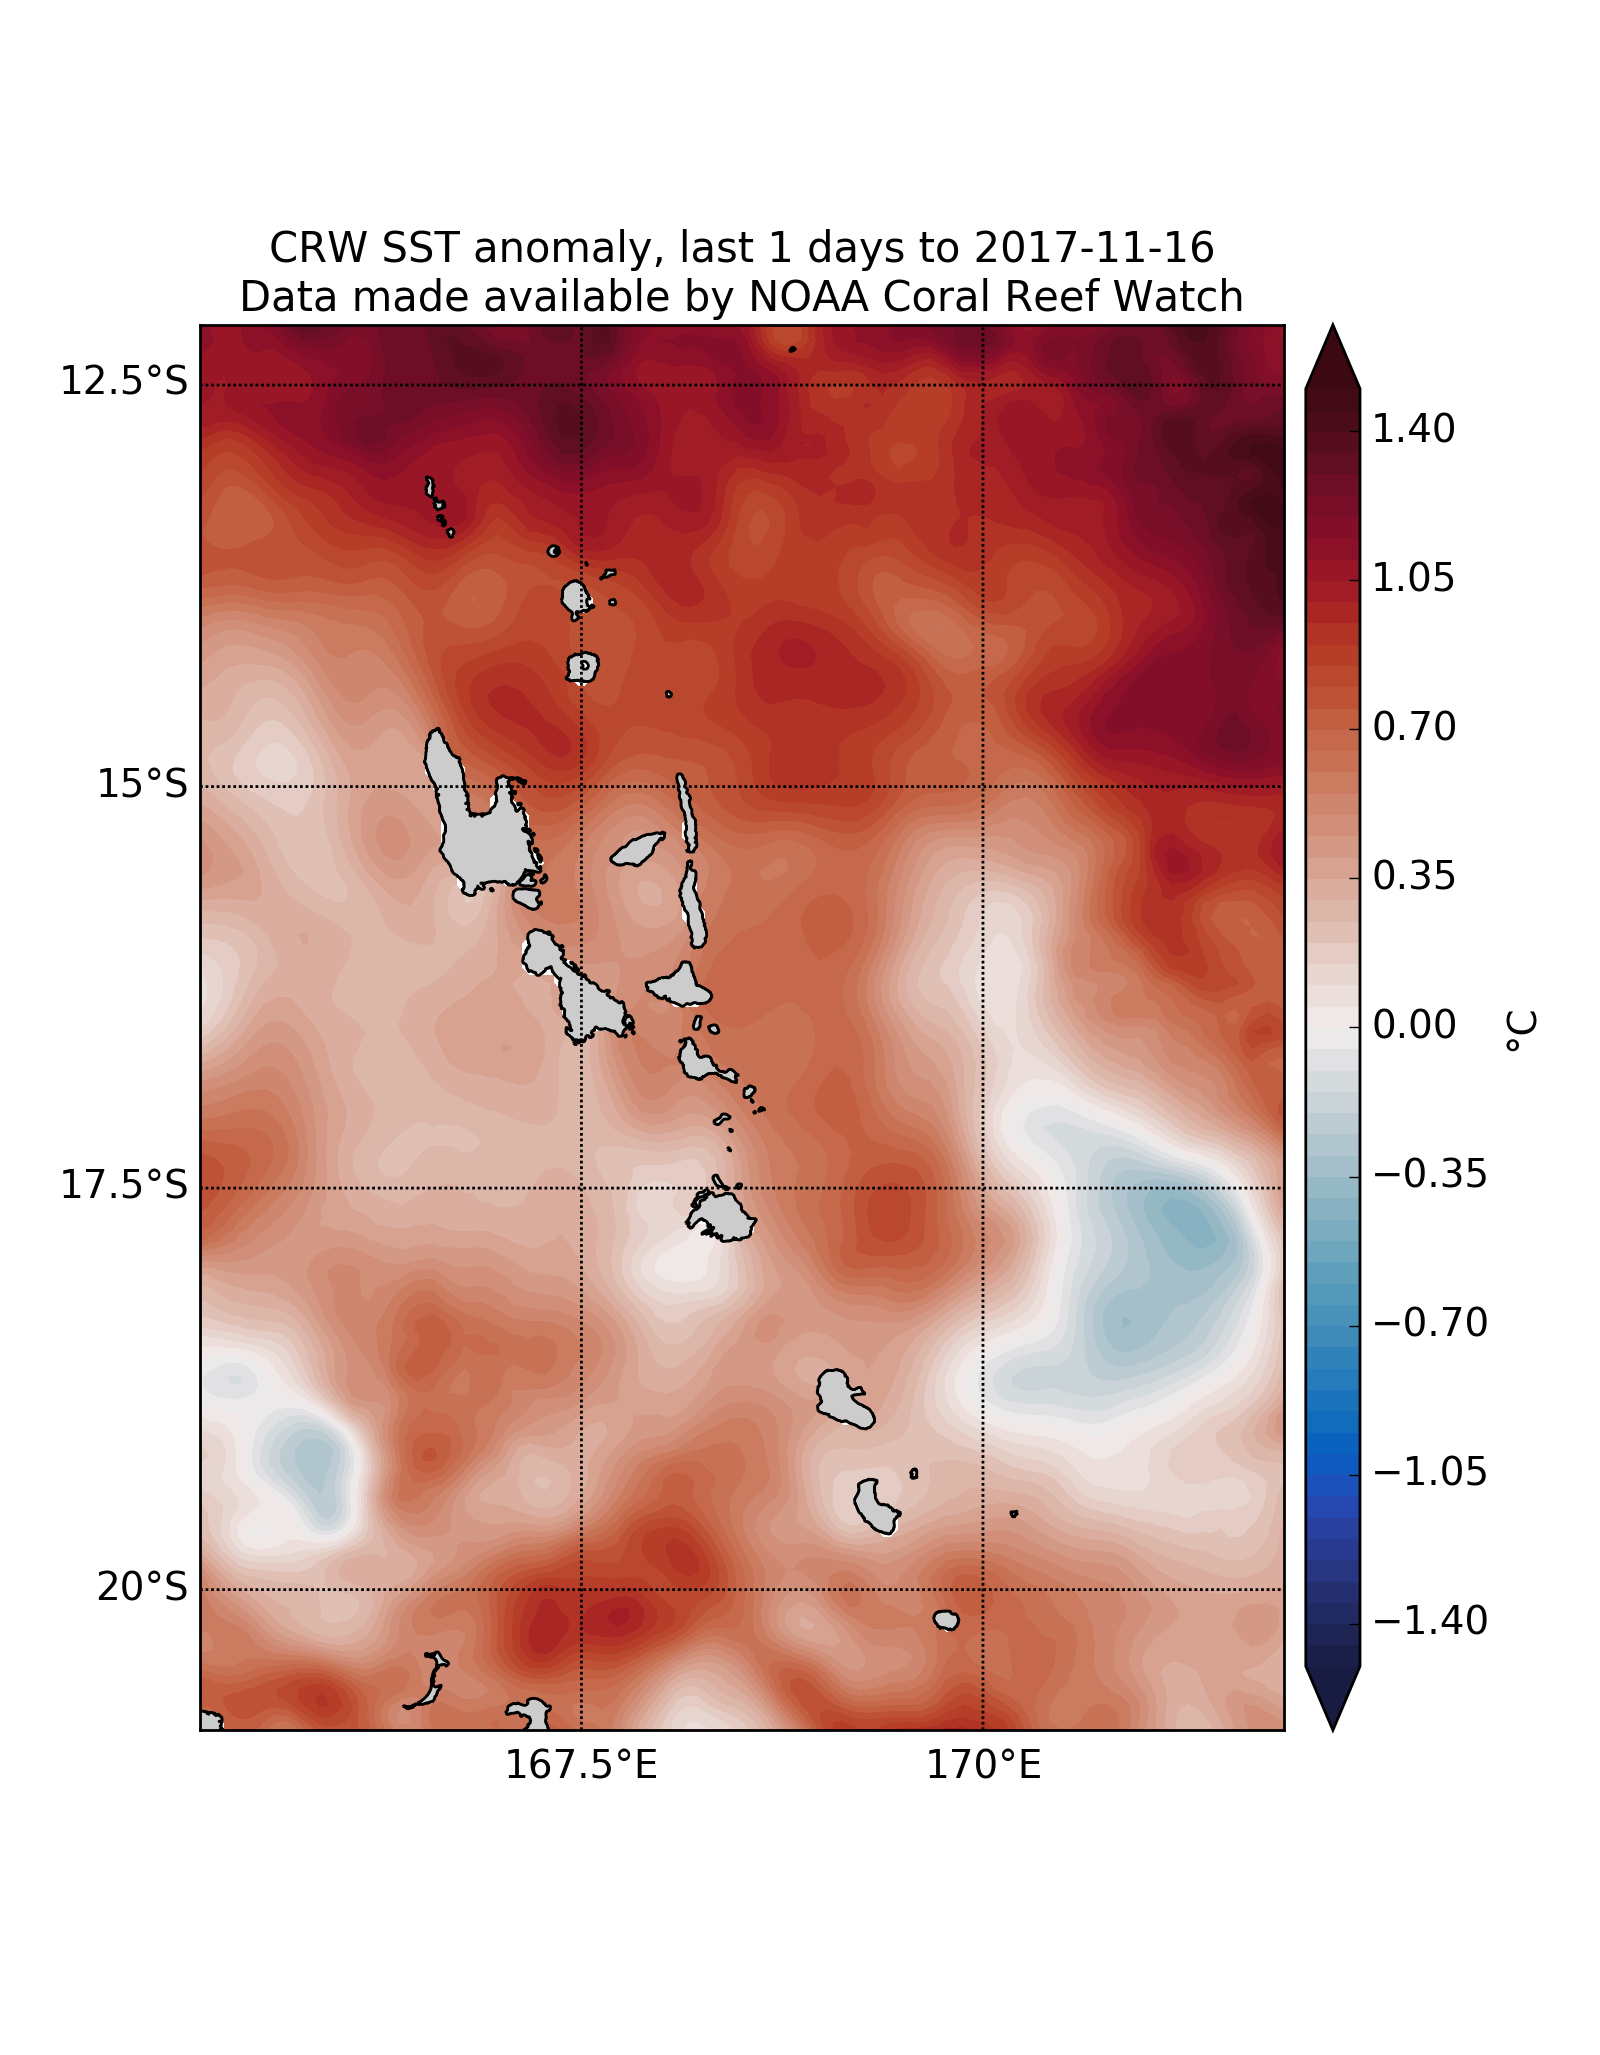 CRW SST anomaly, last 1 days to 2017-11-16
Data made available by NOAA Coral Reef Watch
12.5°S
15°S
17.5°S
20°S
167.5°E
170°E
1.40
1.05
0.70
0.35
0.00
−0.35
−0.70
−1.05
−1.40
°C